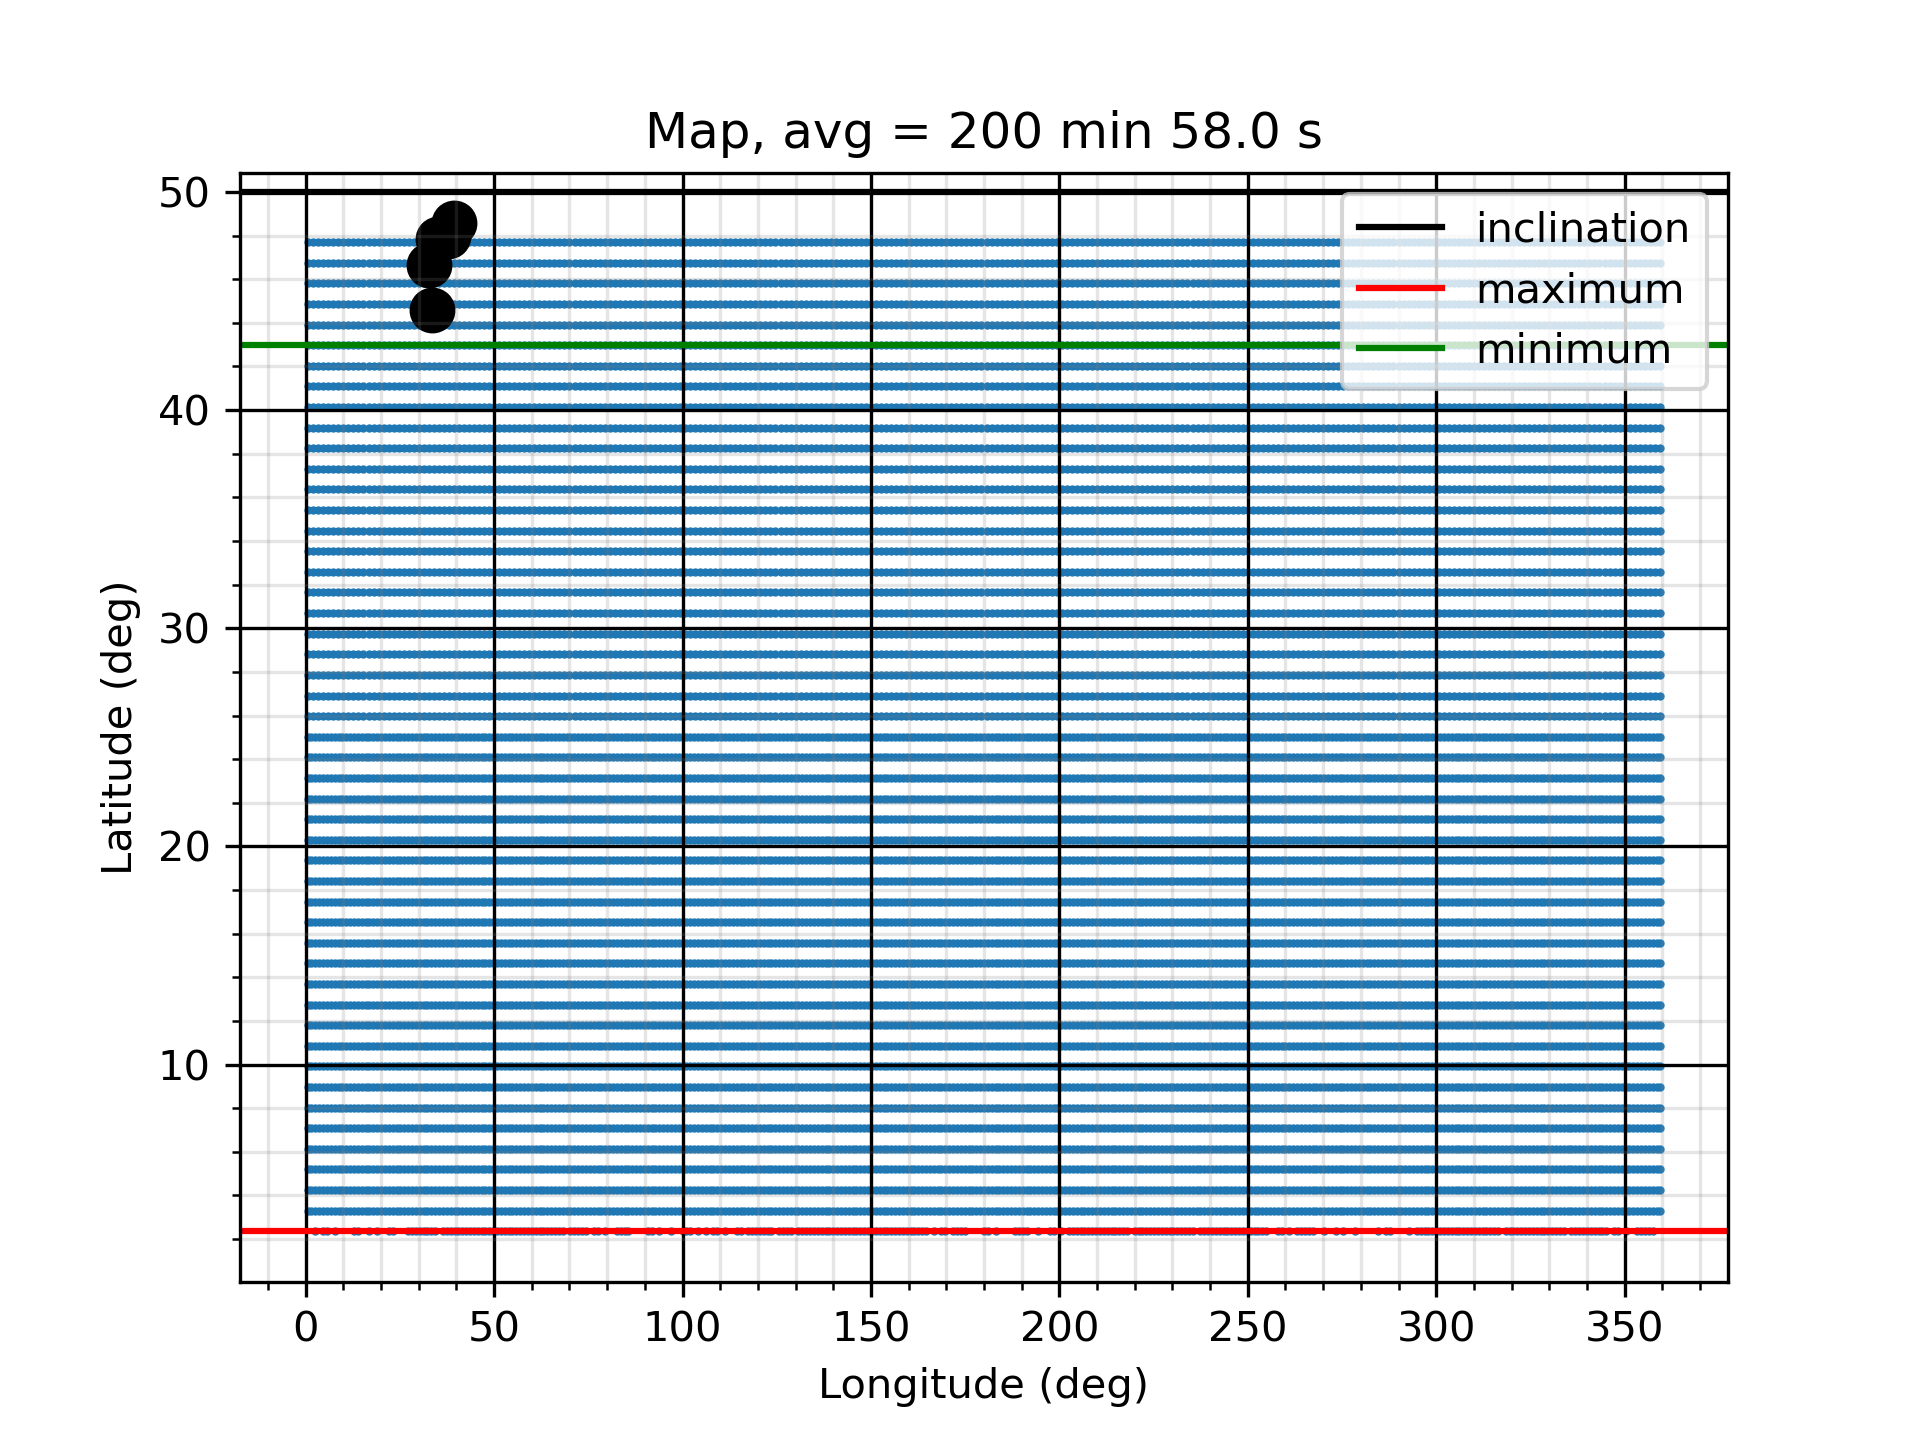 Map, avg = 200 min 58.0 s
inclination
maximum
minimum
50
40
30
20
10
Latitude (deg)
0 50 100 150 200 250 300 350
Longitude (deg)